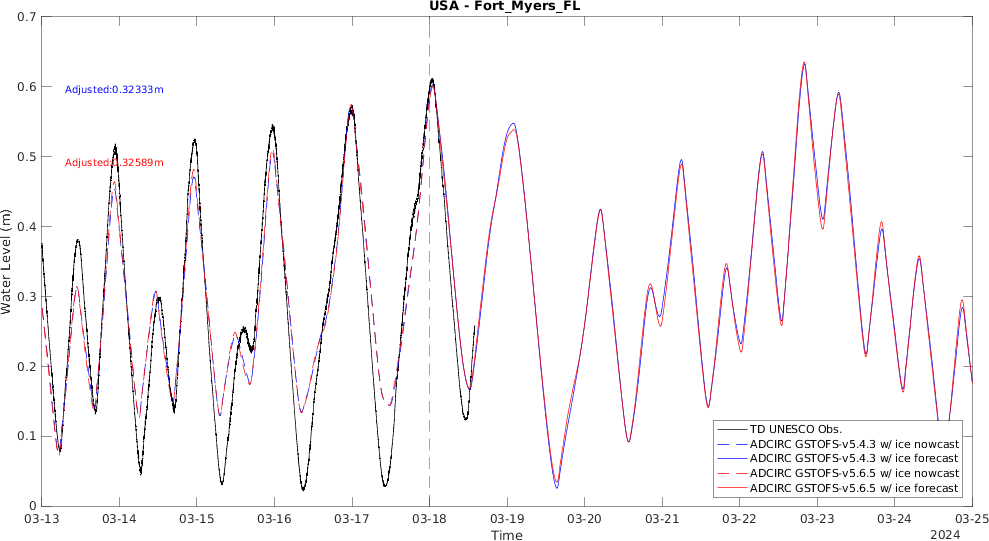 USA - Fort_Myers_FL
0.7
0.6
0.5
0.4
0.3
0.2
0.1
0
Water Level (m)
Adjusted:0.32333m
Adjusted:0.32589m
TD UNESCO Obs.
ADCIRC GSTOFS-v5.4.3 w/ ice nowcast
ADCIRC GSTOFS-v5.4.3 w/ ice forecast
ADCIRC GSTOFS-v5.6.5 w/ ice nowcast
ADCIRC GSTOFS-v5.6.5 w/ ice forecast
03-13 03-14 03-15 03-16 03-17 03-18 03-19 03-20 03-21 03-22 03-23 03-24 03-25
Time
2024